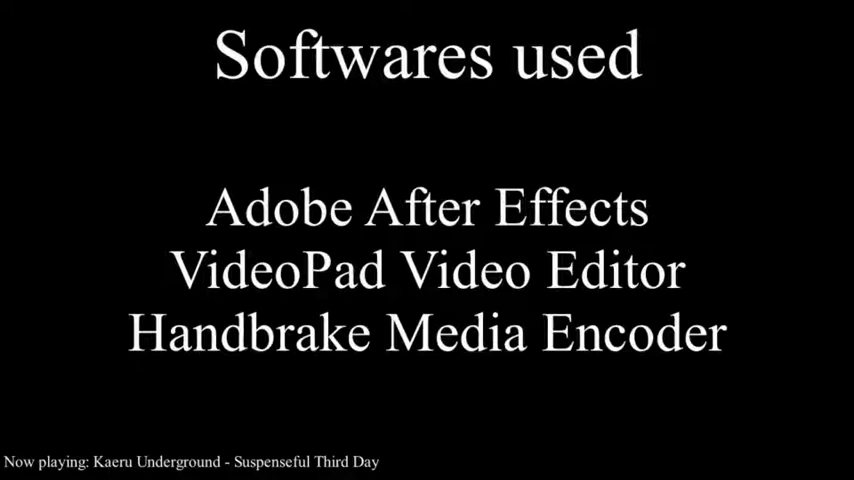 Softwares used
Adobe After Effects
VideoPad Video Editor
Handbrake Media Encoder
Now playing: Kaeru Underground - Suspenseful Third Day